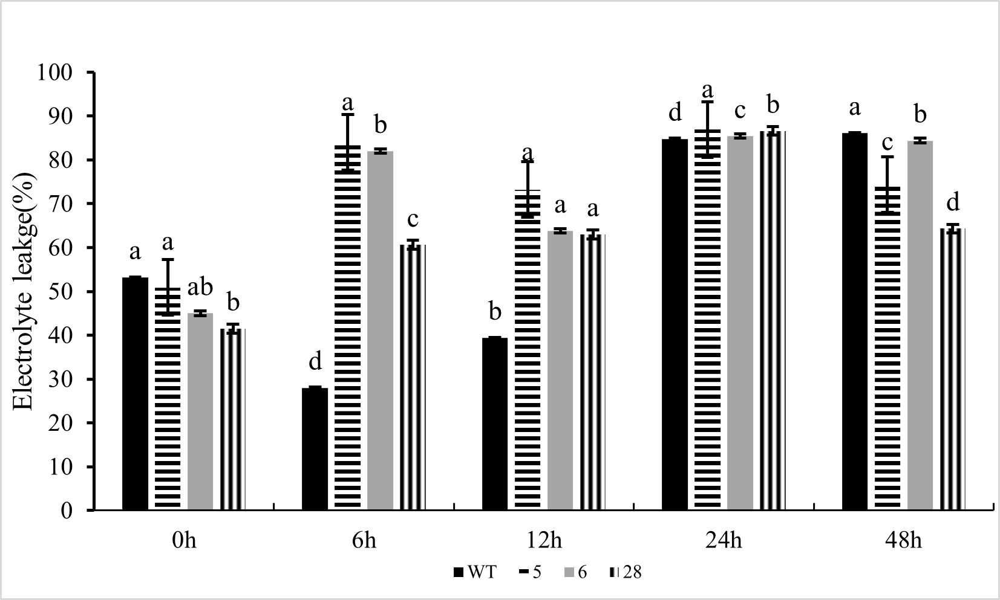 100
90
80
70
60
50
40
30
20
10
0
Electrolyte leakge(%)
a a ab b
d a b c
b a a a
d a c b
a c b d
0h 6h 12h 24h 48h
WT 5 6 28